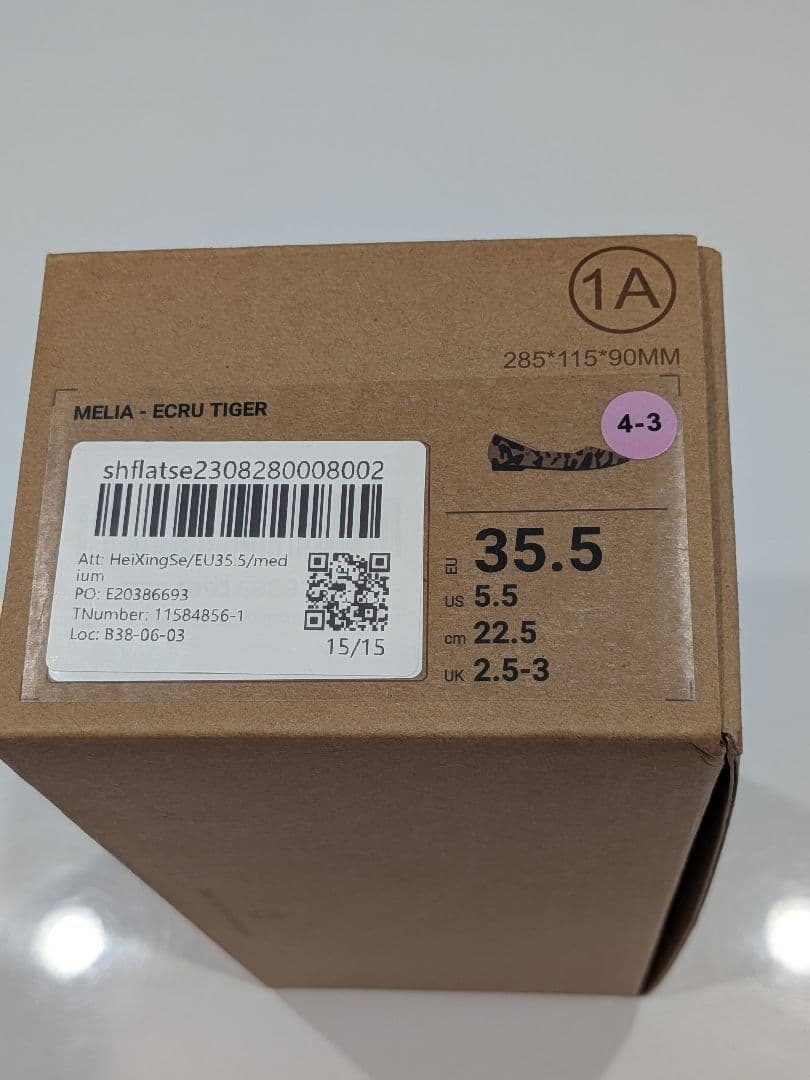 1A
285*115*90MM
MELIA - ECRU TIGER
4-3
shflatse2308280008002
Att: HeiXingSe/EU35.5/med
ium
PO: E20386693
TNumber: 11584856-1
Loc: B38-06-03
15/15
EU 35.5
US 5.5
cm 22.5
UK 2.5-3